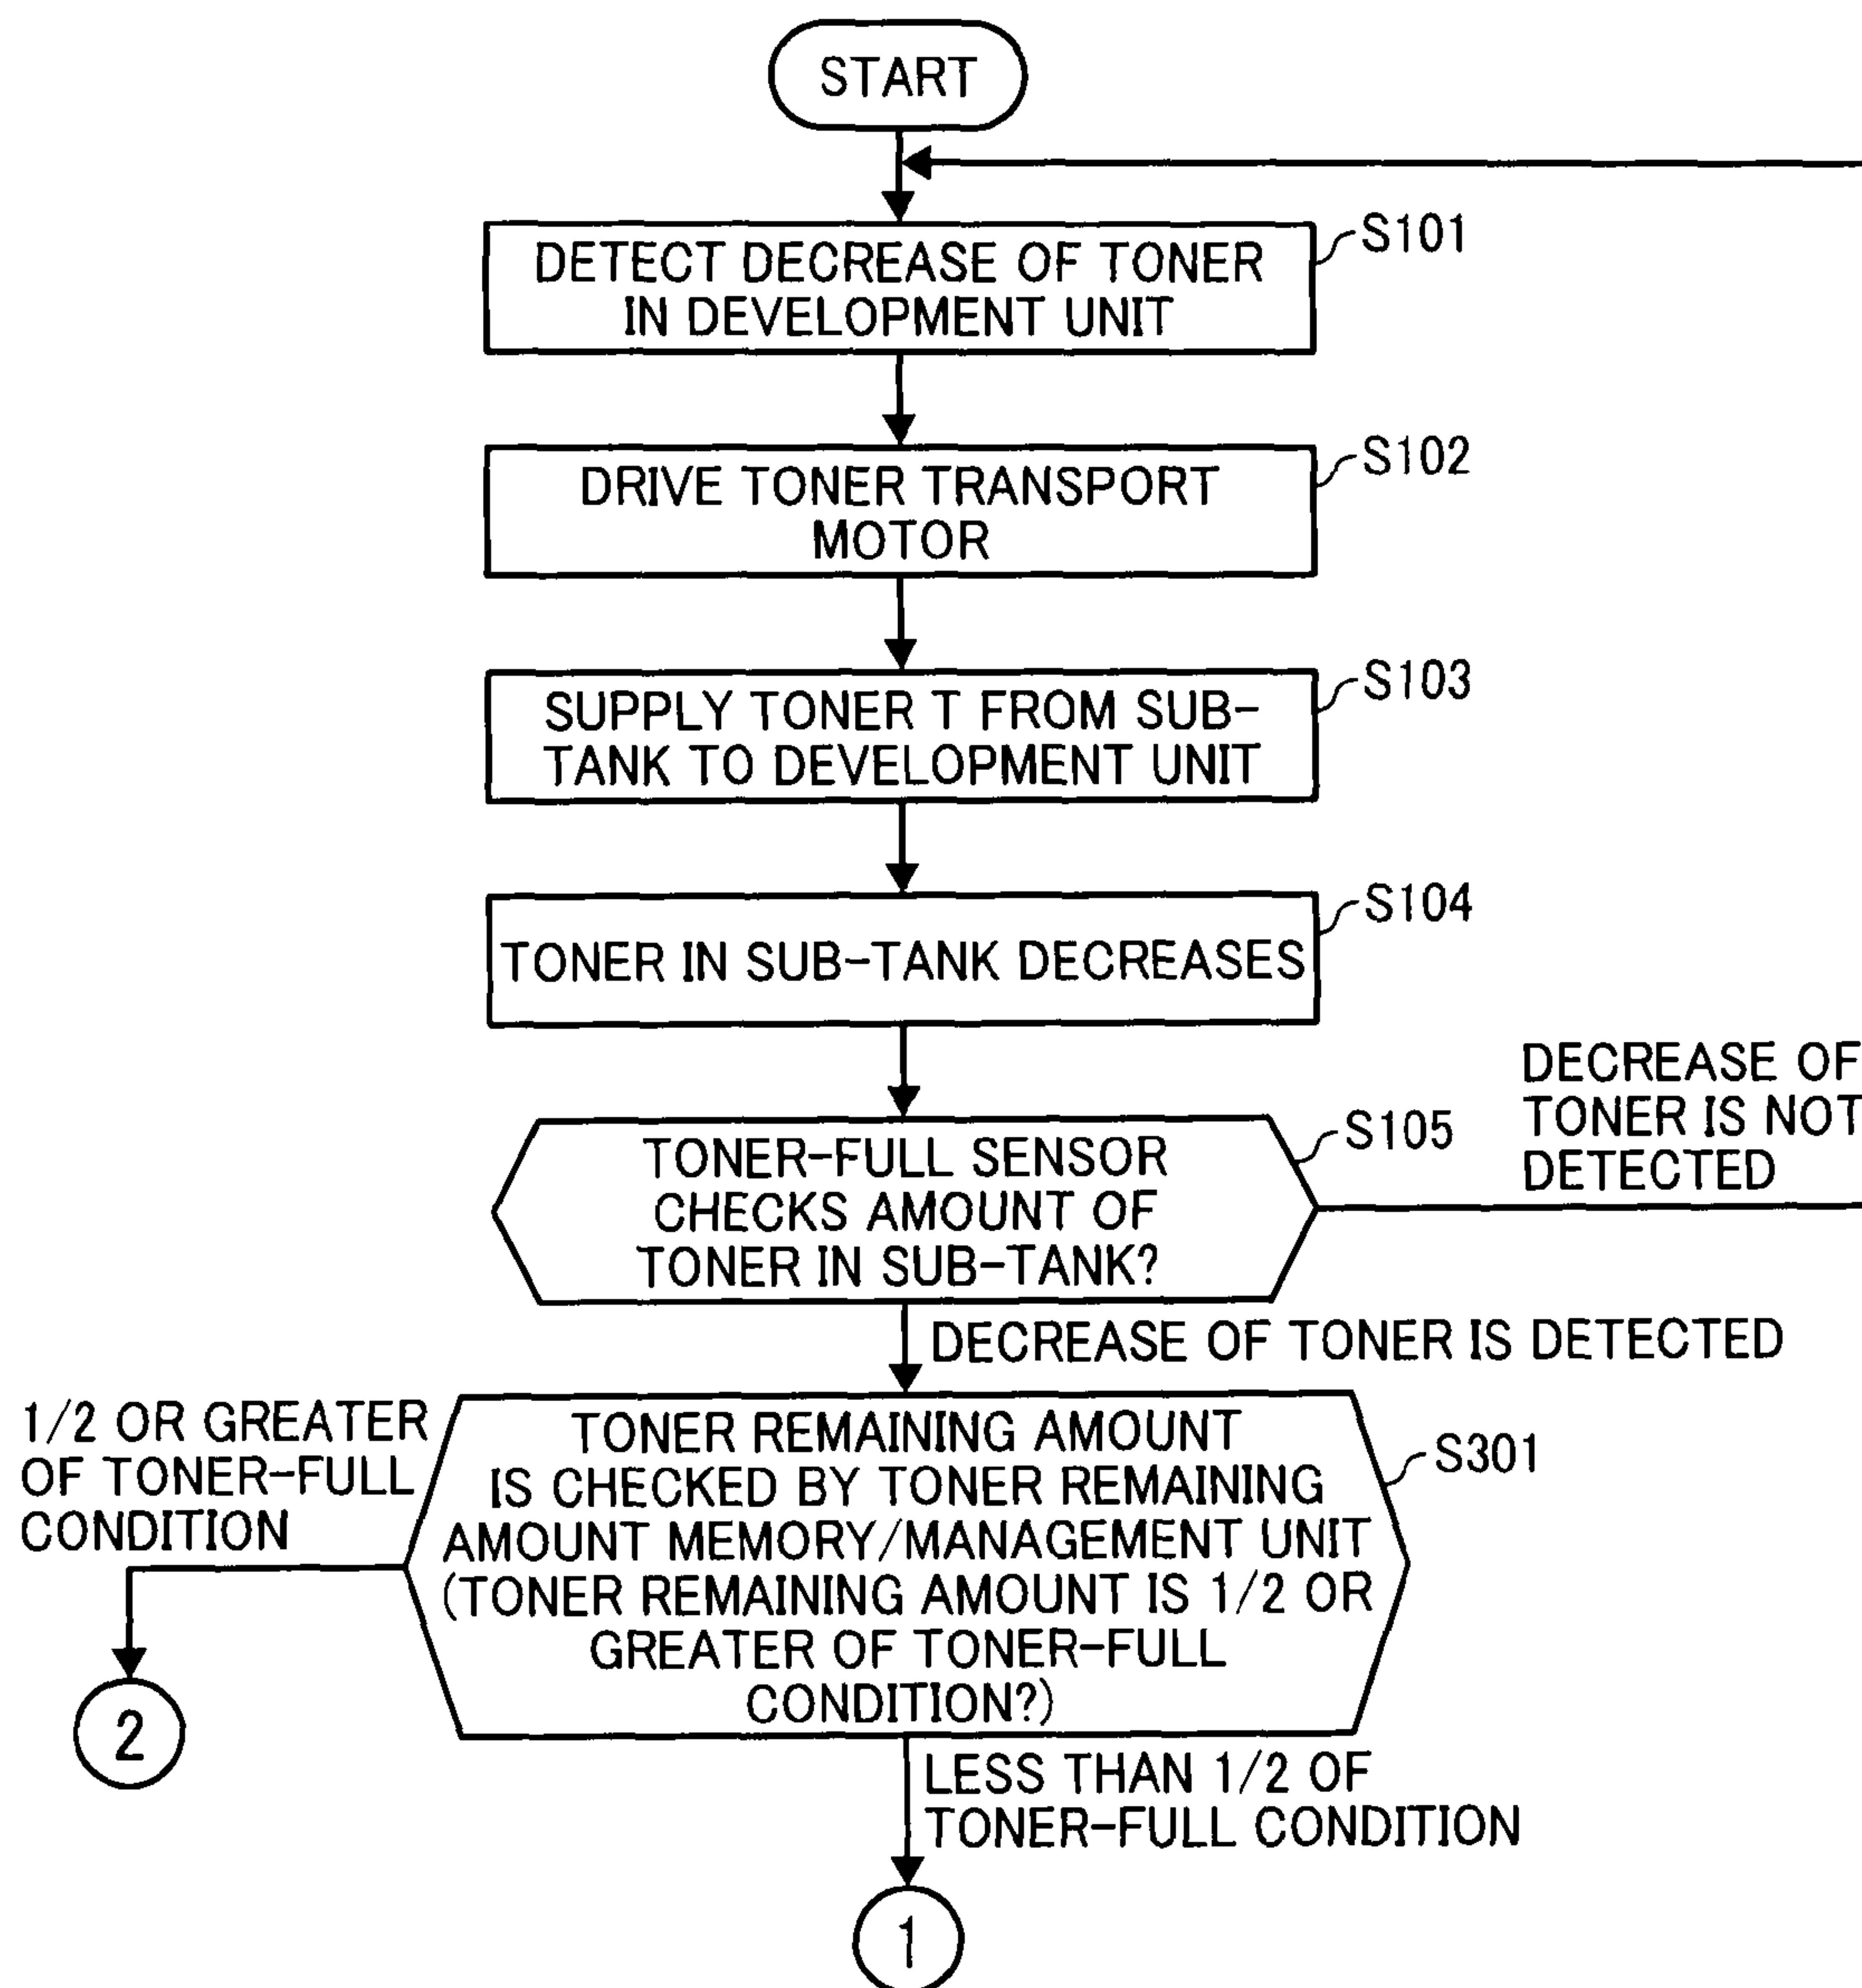 START
S101
DETECT DECREASE OF TONER
IN DEVELOPMENT UNIT
S102
DRIVE TONER TRANSPORT
MOTOR
S103
SUPPLY TONER T FROM SUB-
TANK TO DEVELOPMENT UNIT
S104
TONER IN SUB-TANK DECREASES
S105
TONER-FULL SENSOR
CHECKS AMOUNT OF
TONER IN SUB-TANK?
DECREASE OF
TONER IS NOT
DETECTED
DECREASE OF TONER IS DETECTED
S301
TONER REMAINING AMOUNT
IS CHECKED BY TONER REMAINING
AMOUNT MEMORY/MANAGEMENT UNIT
(TONER REMAINING AMOUNT IS 1/2 OR
GREATER OF TONER-FULL
CONDITION?)
1/2 OR GREATER
OF TONER-FULL
CONDITION
2
LESS THAN 1/2 OF
TONER-FULL CONDITION
1